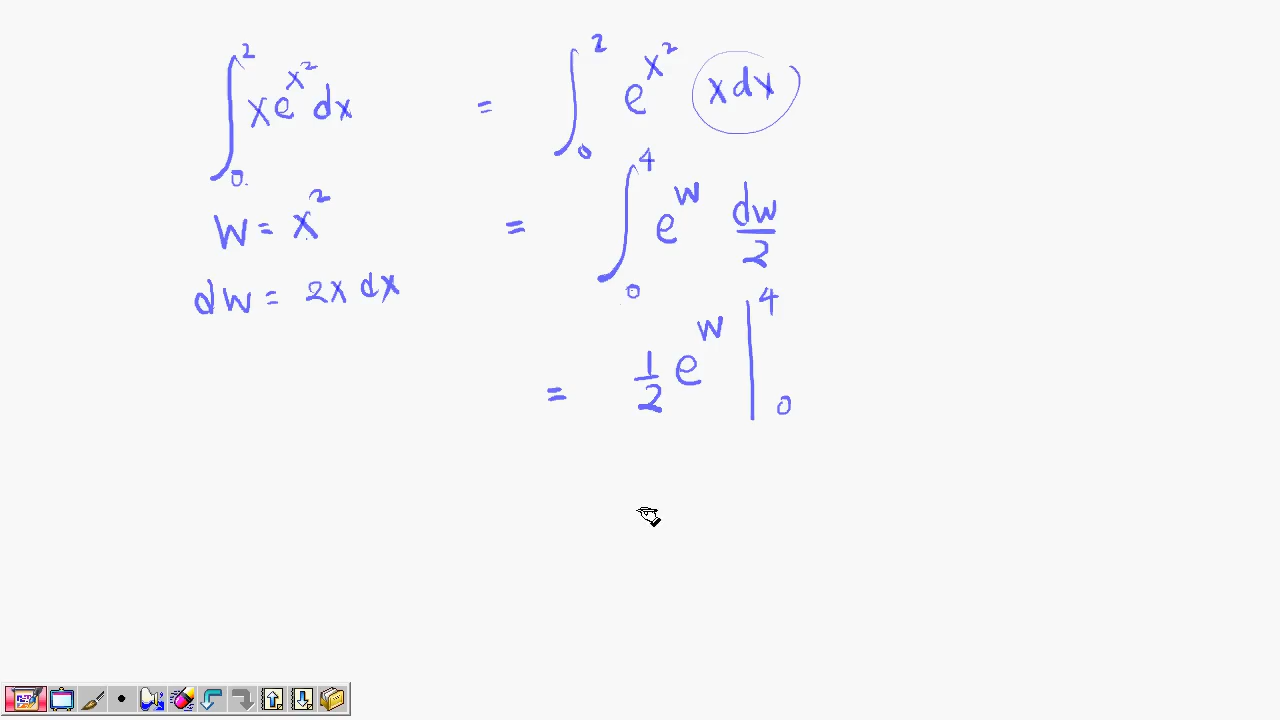 ∫₀² xe^{x²} dx = ∫₀² e^{x²} x dx
w = x² = ∫₀⁴ e^w dw/2
dw = 2x dx
= 1/2 e^w |₀⁴